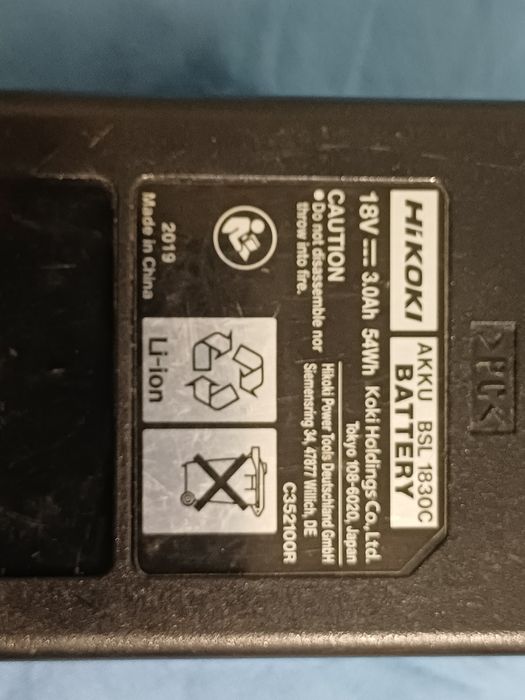 HiKOKI
AKKU BSL 1830C
BATTERY
18V 3.0Ah 54Wh Koki Holdings Co., Ltd.
Tokyo 108-6020, Japan
CAUTION
• Do not disassemble nor
throw into fire.
Hikoki Power Tools Deutschland GmbH
Siemensring 34, 47877 Willich, DE
C352100R
2019
Made in China
Li-ion